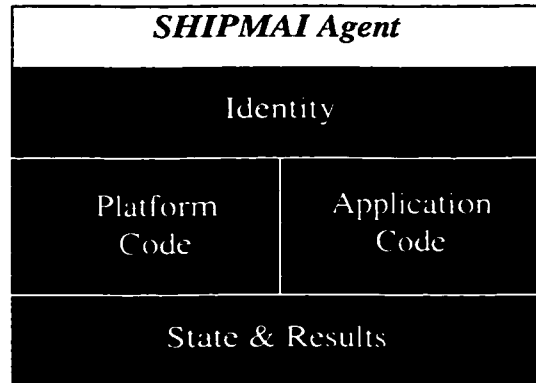 SHIPMAI Agent
Identity
Platform
Code
Application
Code
State & Results